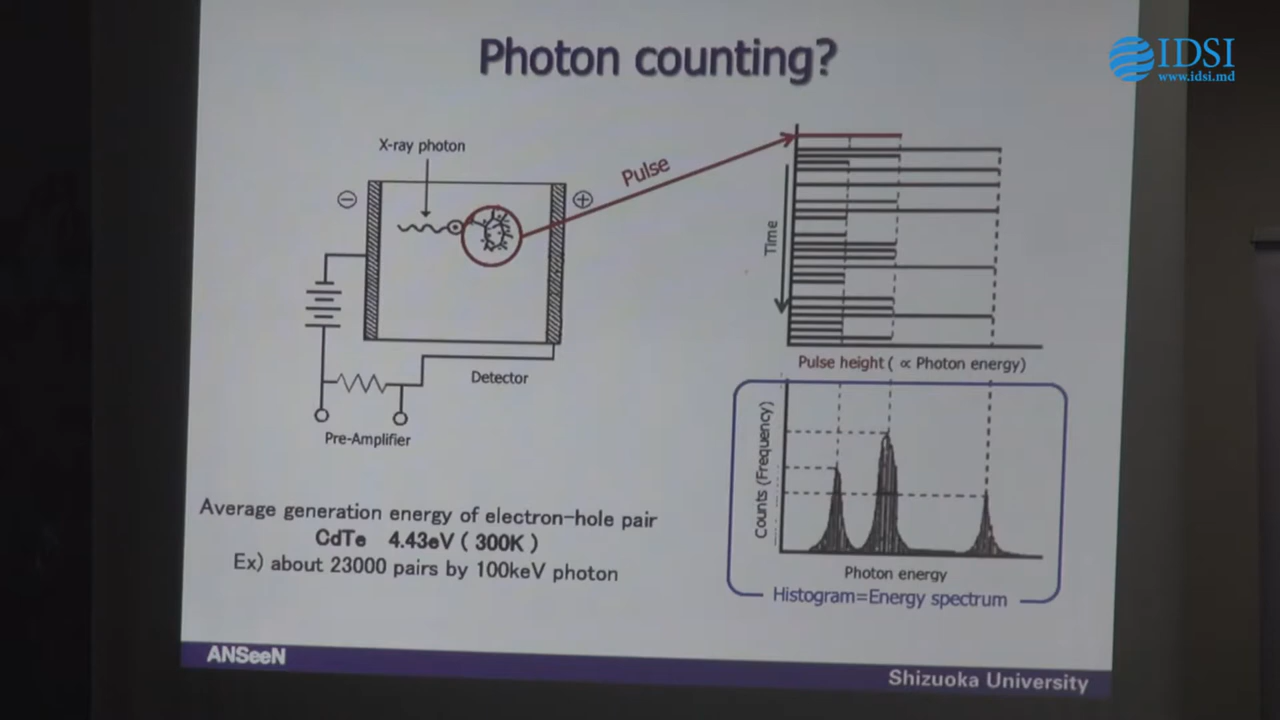 Photon counting?
IDSI
www.idsi.md
X-ray photon
Pulse
Time
Detector
Pre-Amplifier
Pulse height ( ∝ Photon energy)
Counts (Frequency)
Photon energy
Histogram=Energy spectrum
Average generation energy of electron-hole pair
CdTe 4.43eV ( 300K )
Ex) about 23000 pairs by 100keV photon
ANSeeN
Shizuoka University